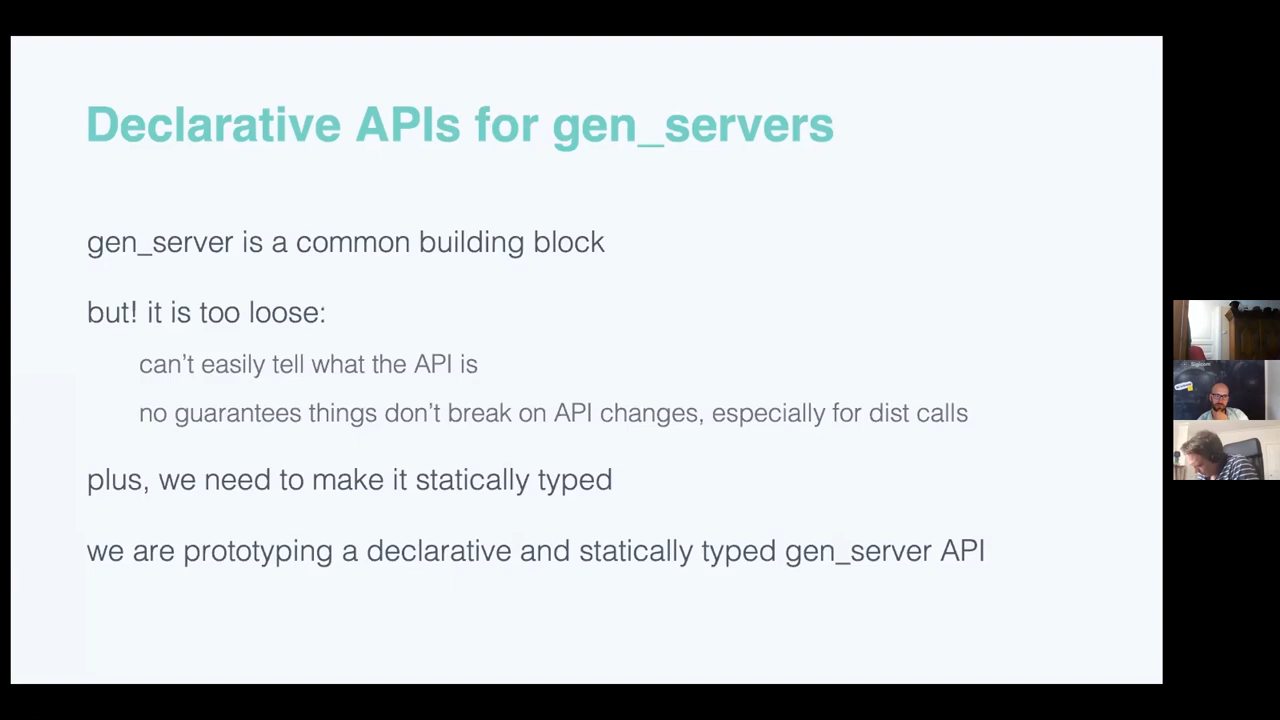 Declarative APIs for gen_servers
gen_server is a common building block
but! it is too loose:
can't easily tell what the API is
no guarantees things don't break on API changes, especially for dist calls
plus, we need to make it statically typed
we are prototyping a declarative and statically typed gen_server API